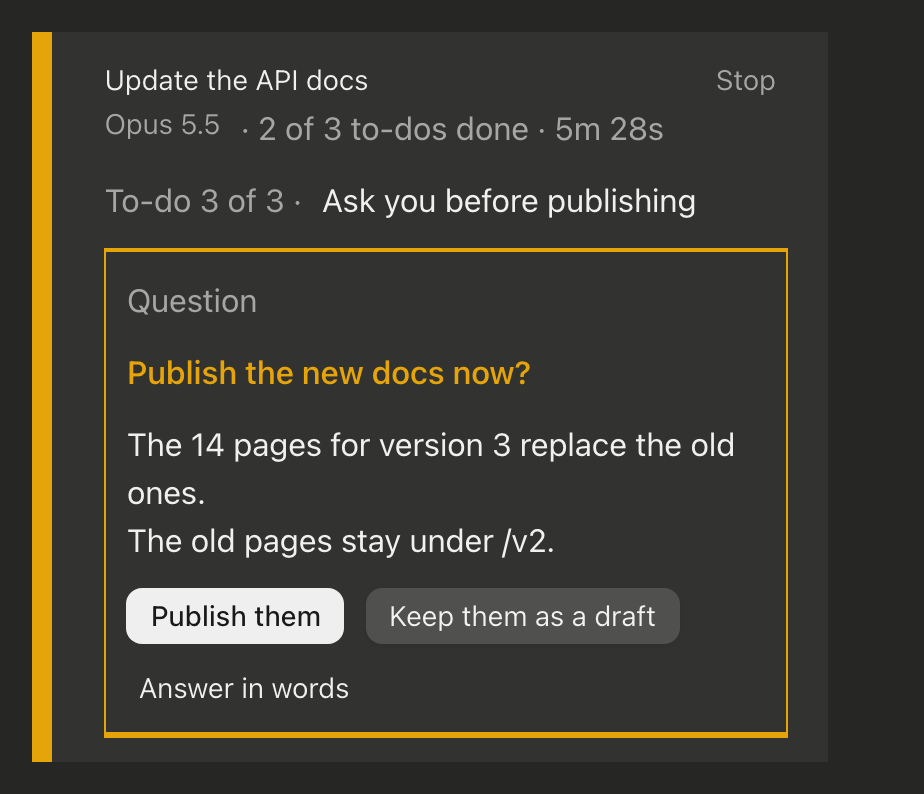 Update the API docs
Stop
Opus 5.5 · 2 of 3 to-dos done · 5m 28s
To-do 3 of 3 · Ask you before publishing
Question
Publish the new docs now?
The 14 pages for version 3 replace the old
ones.
The old pages stay under /v2.
Publish them
Keep them as a draft
Answer in words